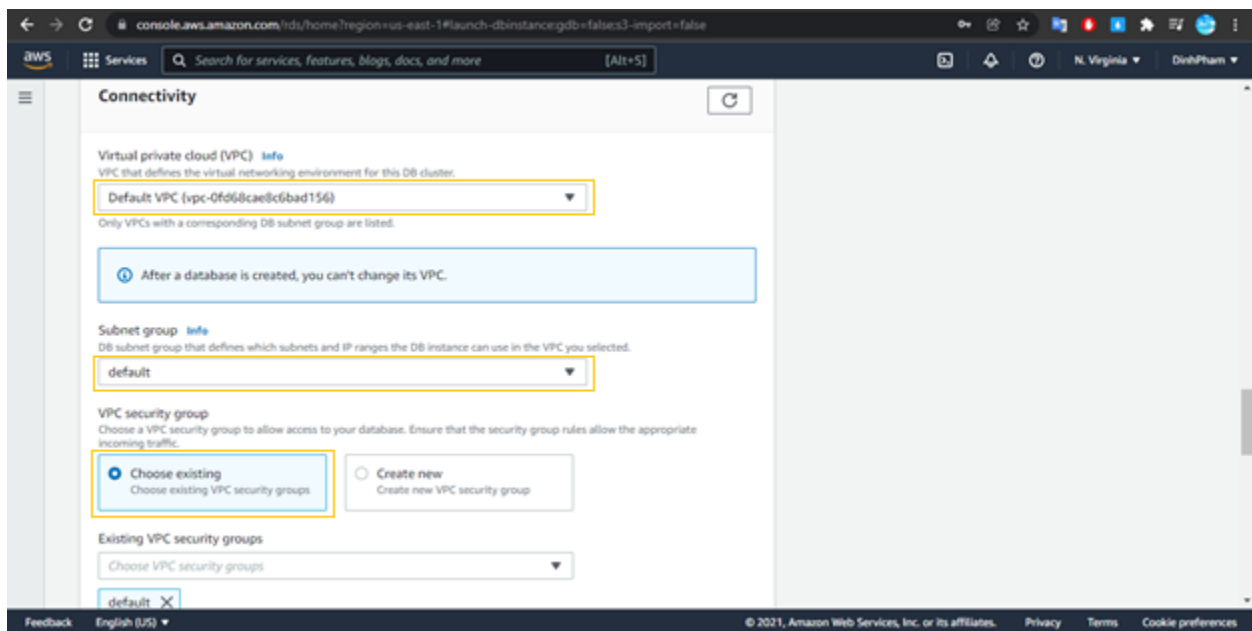 console.aws.amazon.com/rds/home?region=us-east-1#launch-dbinstance:gdb=false;s3-import=false
aws Services Search for services, features, blogs, docs, and more [Alt+S] N. Virginia DinhPham
Connectivity
Virtual private cloud (VPC) Info
VPC that defines the virtual networking environment for this DB cluster.
Default VPC (vpc-0fd68cae8c6bad156)
Only VPCs with a corresponding DB subnet group are listed.
After a database is created, you can't change its VPC.
Subnet group Info
DB subnet group that defines which subnets and IP ranges the DB instance can use in the VPC you selected.
default
VPC security group
Choose a VPC security group to allow access to your database. Ensure that the security group rules allow the appropriate
incoming traffic.
Choose existing
Choose existing VPC security groups
Create new
Create new VPC security group
Existing VPC security groups
Choose VPC security groups
default
Feedback English (US) © 2021, Amazon Web Services, Inc. or its affiliates. Privacy Terms Cookie preferences